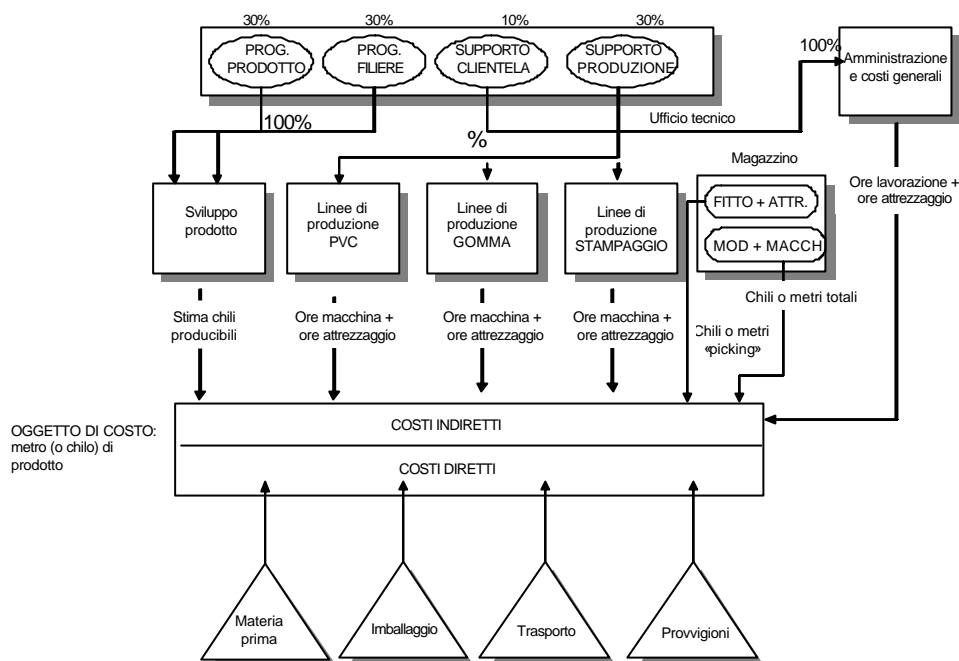 30%
30%
10%
30%
PROG.
PRODOTTO
PROG.
FILIERE
SUPPORTO
CLIENTELA
SUPPORTO
PRODUZIONE
100%
Amministrazione
e costi generali
Ufficio tecnico
100%
%
Magazzino
Ore lavorazione +
ore attrezzaggio
Sviluppo
prodotto
Linee di
produzione
PVC
Linee di
produzione
GOMMA
Linee di
produzione
STAMPAGGIO
FITTO + ATTR.
MOD + MACCH
Chili o metri totali
Stima chili
producibili
Ore macchina +
ore attrezzaggio
Ore macchina +
ore attrezzaggio
Ore macchina +
ore attrezzaggio
Chili o metri
«picking»
OGGETTO DI COSTO:
metro (o chilo) di
prodotto
COSTI INDIRETTI
COSTI DIRETTI
Materia
prima
Imballaggio
Trasporto
Provvigioni